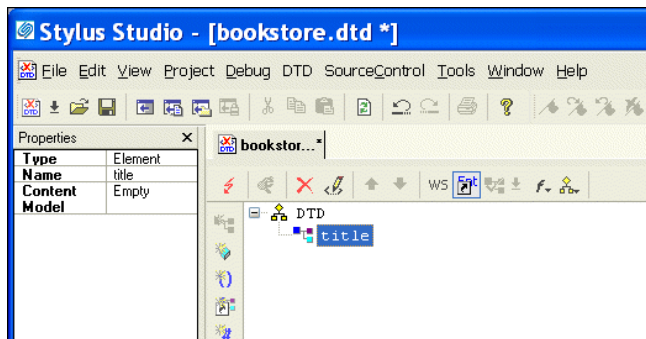 Stylus Studio - [bookstore.dtd *]
File Edit View Project Debug DTD SourceControl Tools Window Help
Properties
Type Element
Name title
Content Model Empty
bookstor...*
WS Ent
DTD
title